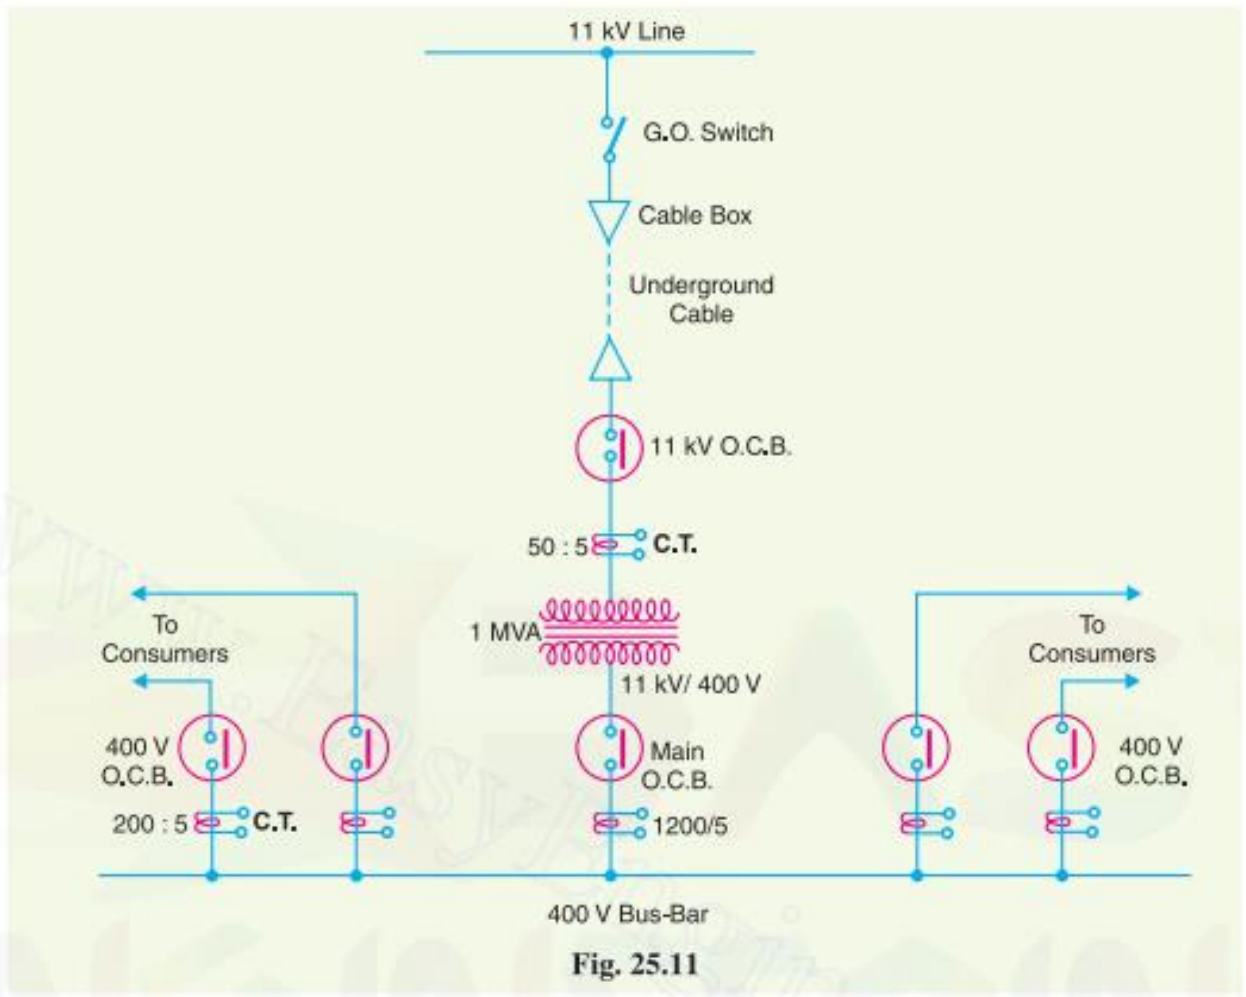 11 kV Line
G.O. Switch
Cable Box
Underground
Cable
11 kV O.C.B.
50 : 5
C.T.
1 MVA
11 kV/ 400 V
To
Consumers
To
Consumers
400 V
O.C.B.
Main
O.C.B.
400 V
O.C.B.
200 : 5
C.T.
1200/5
400 V Bus-Bar
Fig. 25.11